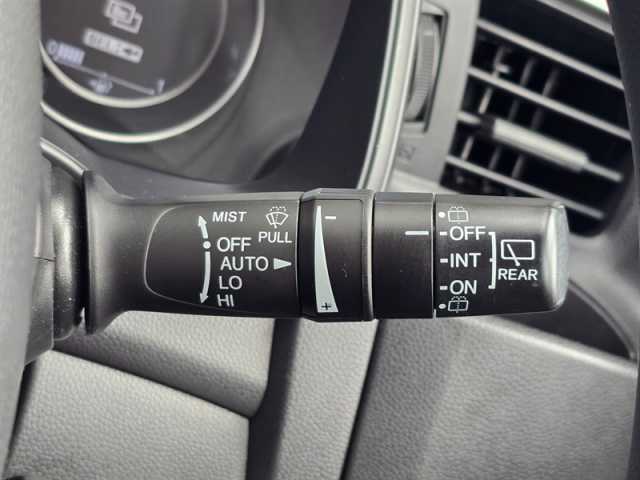 MIST
PULL
OFF
AUTO
LO
HI
−
+
OFF
INT
ON
REAR